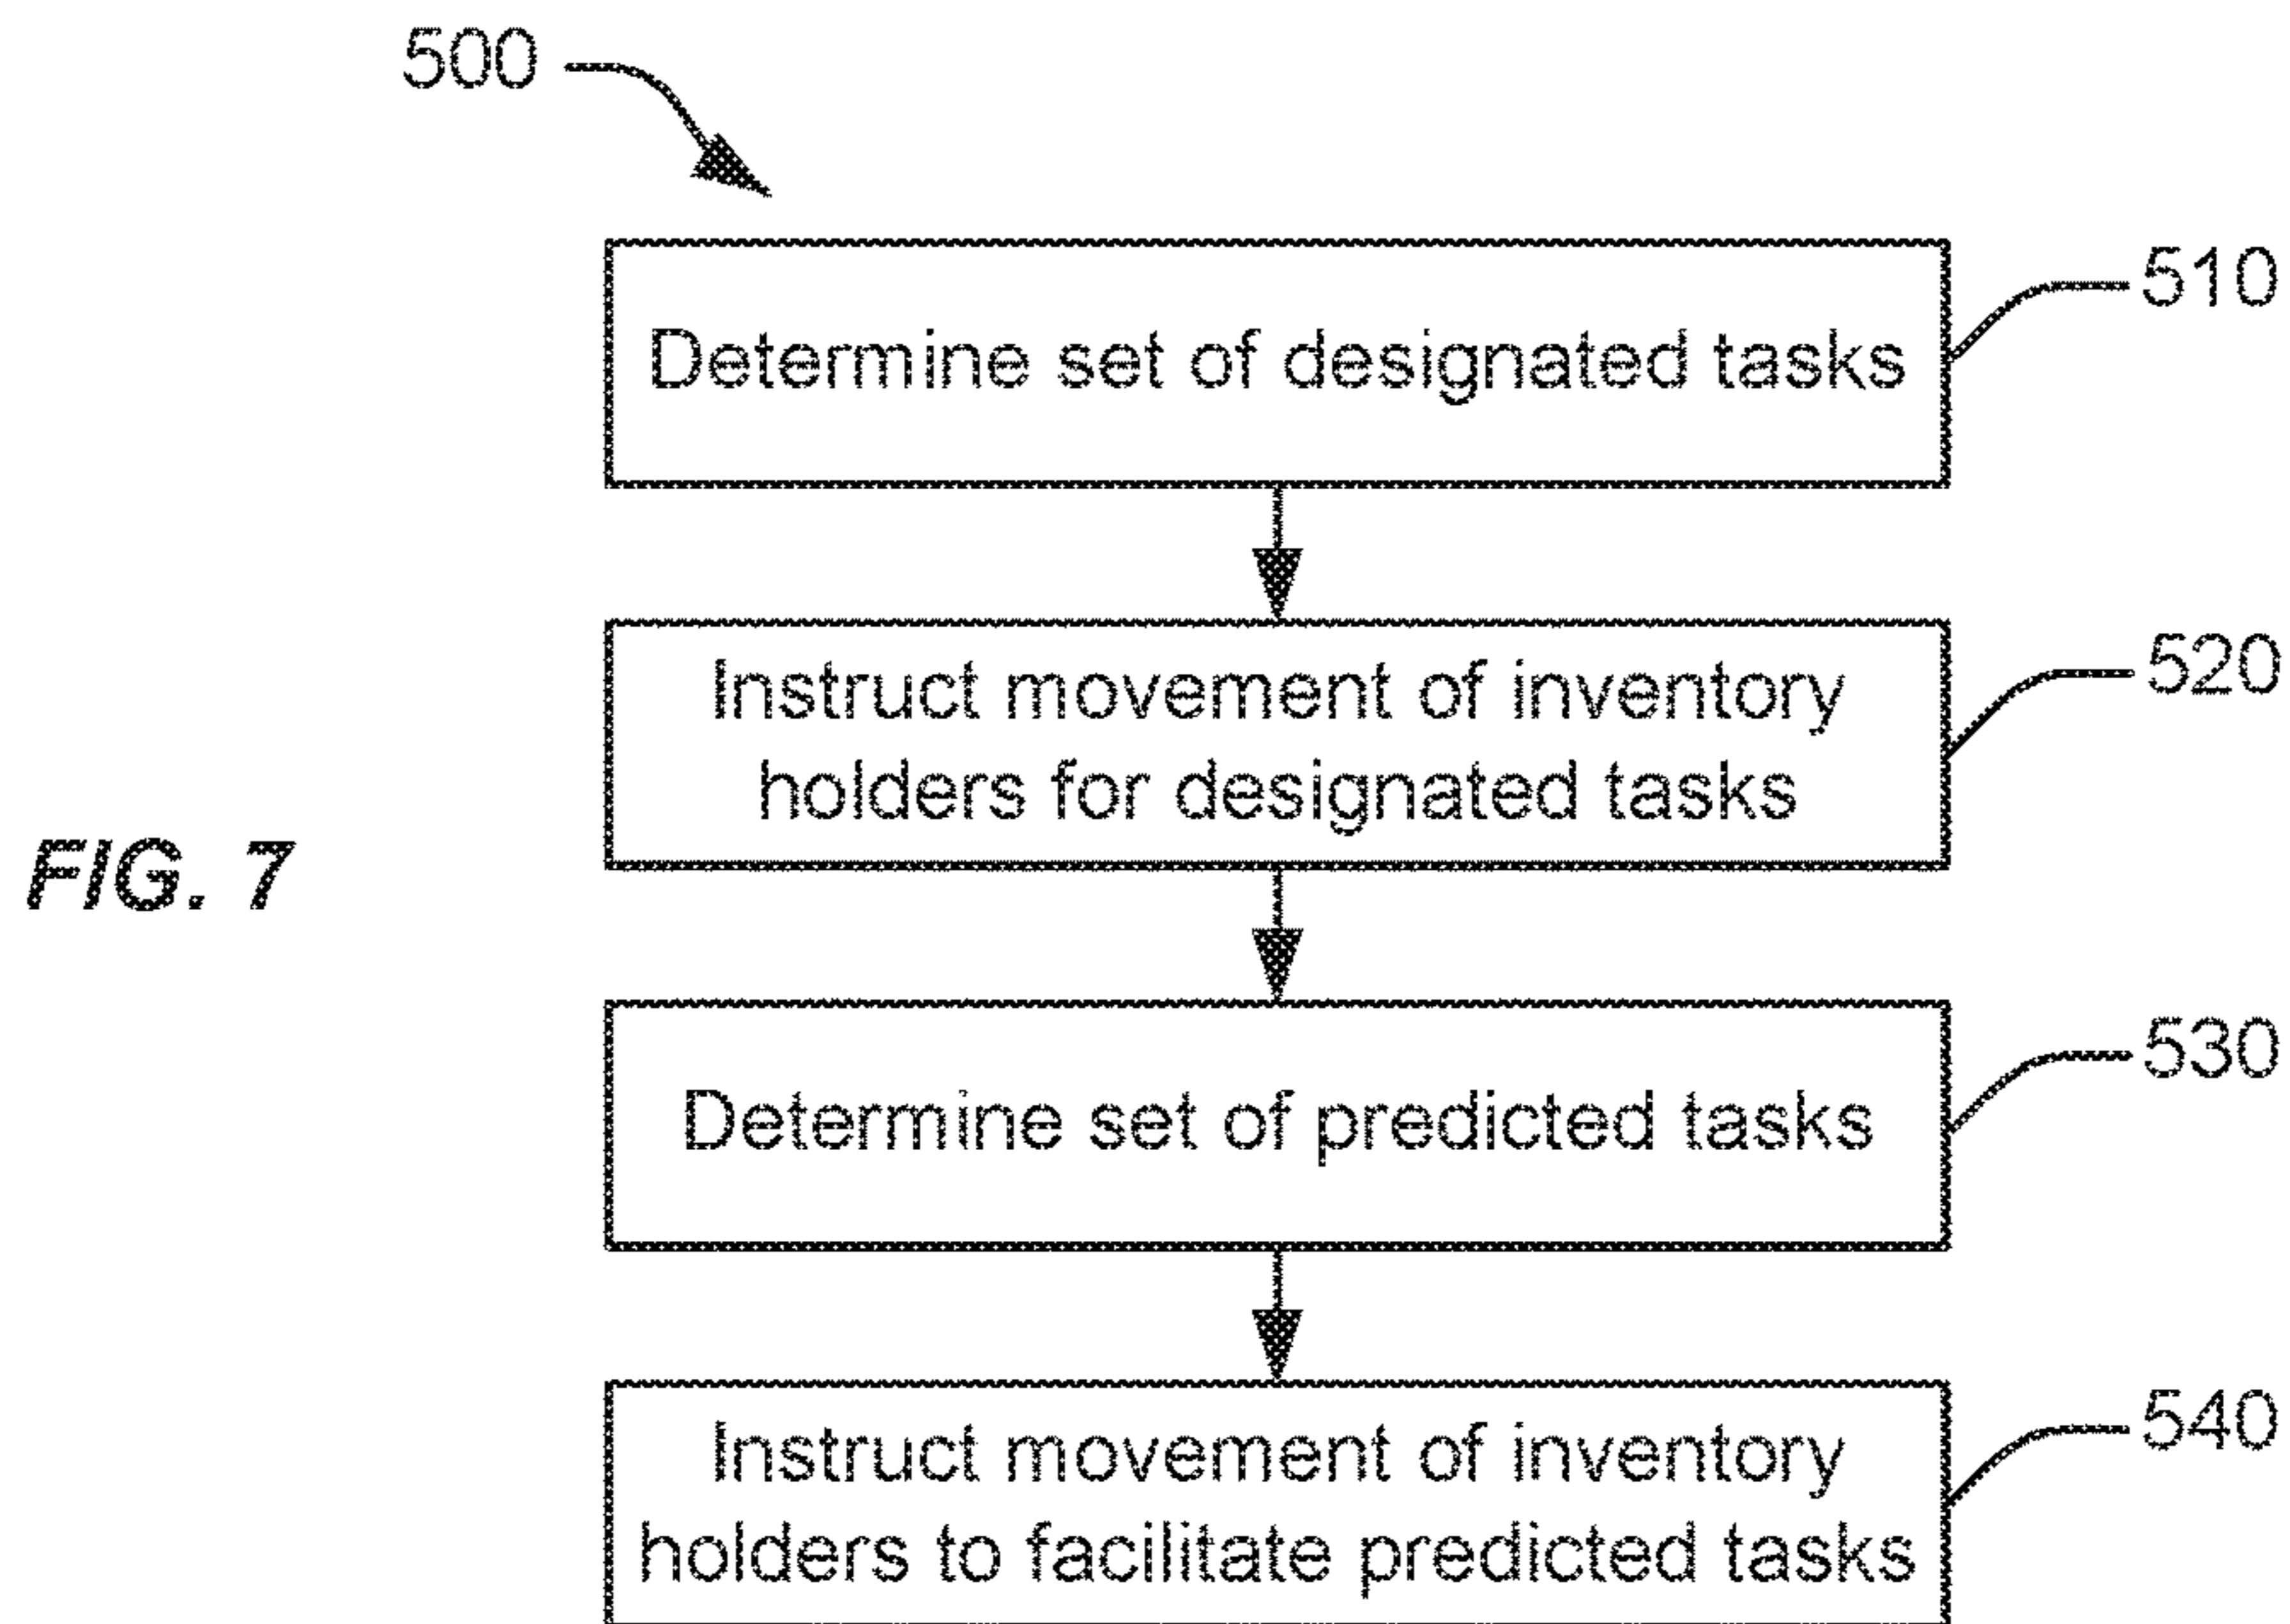 500
510
Determine set of designated tasks
520
Instruct movement of inventory
holders for designated tasks
FIG. 7
530
Determine set of predicted tasks
540
Instruct movement of inventory
holders to facilitate predicted tasks